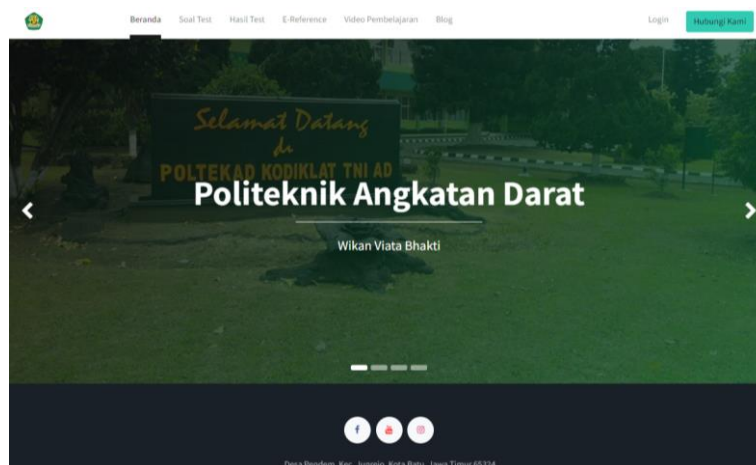 Beranda Soal Test Hasil Test E-Reference Video Pembelajaran Blog Login Hubungi Kami
Selamat Datang
di
POLTEKAD KODIKLAT TNI AD
Politeknik Angkatan Darat
Wikan Viata Bhakti
Desa Pendem, Kec. Junrejo, Kota Batu, Jawa Timur 65324